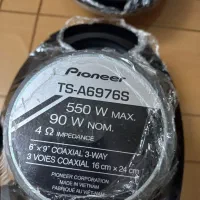 Pioneer
TS-A6976S
550 W MAX.
90 W NOM.
4 Ω IMPEDANCE
6" x 9" COAXIAL 3-WAY
3 VOIES COAXIAL 16 cm x 24 cm
PIONEER CORPORATION
MADE IN VIETNAM
FABRIQUÉ AU VIETNAM